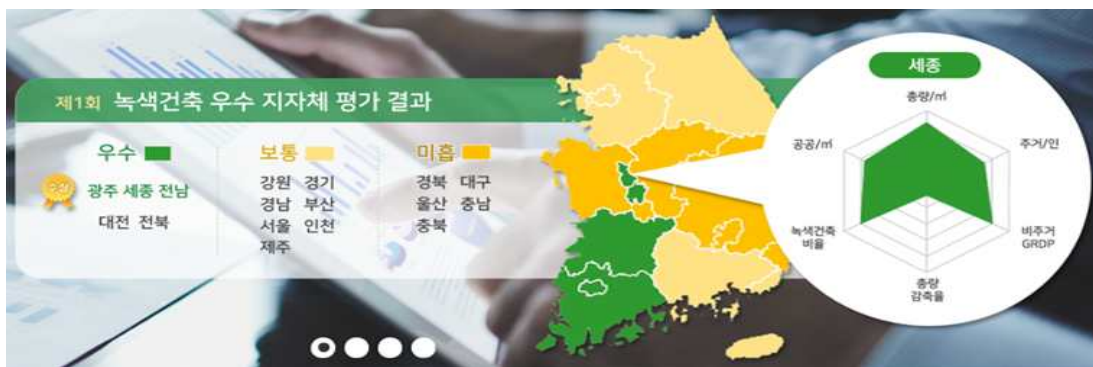 제1회 녹색건축 우수 지자체 평가 결과
우수
수상
광주 세종 전남
대전 전북
보통
강원 경기
경남 부산
서울 인천
제주
미흡
경북 대구
울산 충남
충북
세종
총량/㎡
주거/인
비주거
GRDP
총량
감축율
녹색건축
비율
공공/㎡